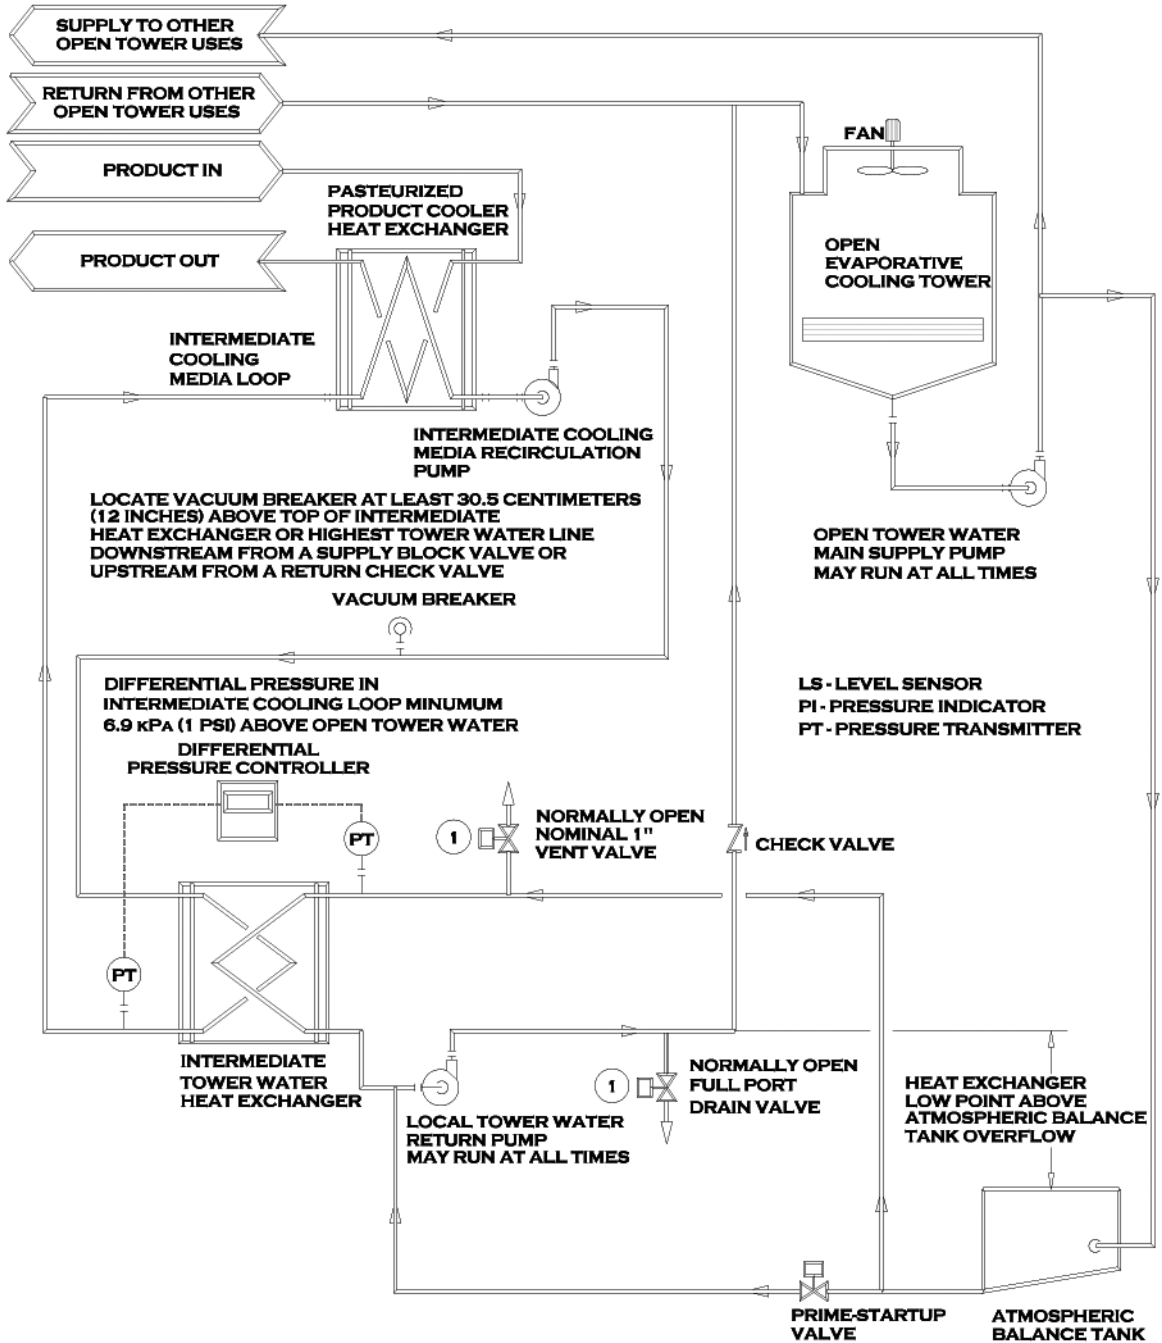 SUPPLY TO OTHER
OPEN TOWER USES
RETURN FROM OTHER
OPEN TOWER USES
PRODUCT IN
PRODUCT OUT
PASTEURIZED
PRODUCT COOLER
HEAT EXCHANGER
FAN
OPEN
EVAPORATIVE
COOLING TOWER
INTERMEDIATE
COOLING
MEDIA LOOP
INTERMEDIATE COOLING
MEDIA RECIRCULATION
PUMP
LOCATE VACUUM BREAKER AT LEAST 30.5 CENTIMETERS
(12 INCHES) ABOVE TOP OF INTERMEDIATE
HEAT EXCHANGER OR HIGHEST TOWER WATER LINE
DOWNSTREAM FROM A SUPPLY BLOCK VALVE OR
UPSTREAM FROM A RETURN CHECK VALVE
VACUUM BREAKER
OPEN TOWER WATER
MAIN SUPPLY PUMP
MAY RUN AT ALL TIMES
DIFFERENTIAL PRESSURE IN
INTERMEDIATE COOLING LOOP MINUMUM
6.9 KPA (1 PSI) ABOVE OPEN TOWER WATER
LS - LEVEL SENSOR
PI - PRESSURE INDICATOR
PT - PRESSURE TRANSMITTER
DIFFERENTIAL
PRESSURE CONTROLLER
PT
1
NORMALLY OPEN
NOMINAL 1"
VENT VALVE
CHECK VALVE
PT
INTERMEDIATE
TOWER WATER
HEAT EXCHANGER
LOCAL TOWER WATER
RETURN PUMP
MAY RUN AT ALL TIMES
1
NORMALLY OPEN
FULL PORT
DRAIN VALVE
HEAT EXCHANGER
LOW POINT ABOVE
ATMOSPHERIC BALANCE
TANK OVERFLOW
PRIME-STARTUP
VALVE
ATMOSPHERIC
BALANCE TANK